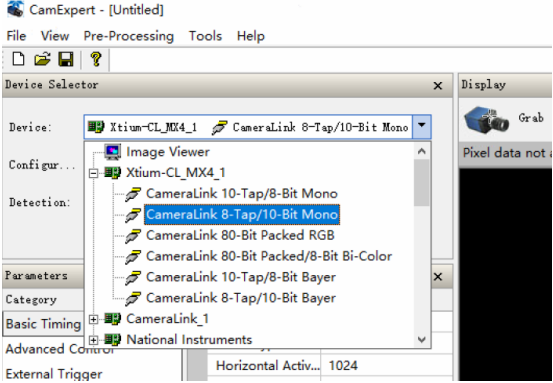 CamExpert - [Untitled]
File View Pre-Processing Tools Help
Device Selector
Display
Device:
Xtium-CL_MX4_1 CameraLink 8-Tap/10-Bit Mono
Grab
Image Viewer
Pixel data not
Configur...
Xtium-CL_MX4_1
CameraLink 10-Tap/8-Bit Mono
Detection:
CameraLink 8-Tap/10-Bit Mono
CameraLink 80-Bit Packed RGB
CameraLink 80-Bit Packed/8-Bit Bi-Color
Parameters
CameraLink 10-Tap/8-Bit Bayer
Category
CameraLink 8-Tap/10-Bit Bayer
Basic Timing
CameraLink_1
National Instruments
Advanced Control
Horizontal Activ... 1024
External Trigger